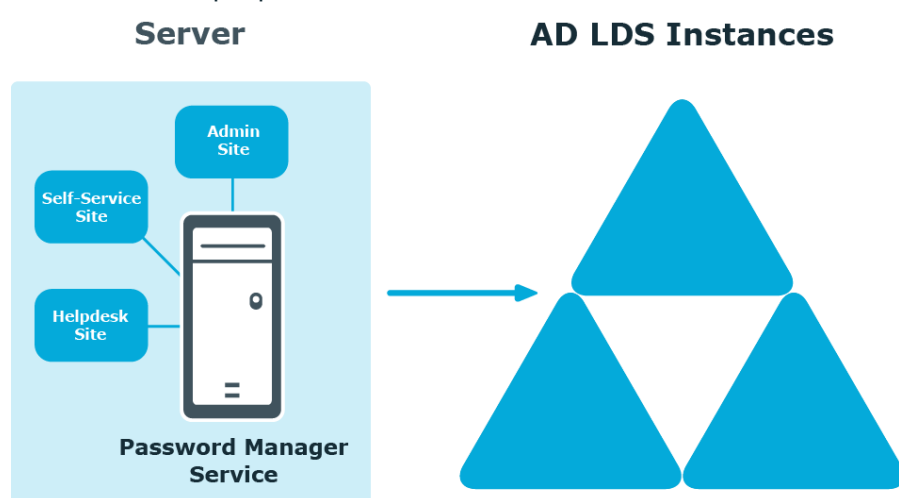 Server
AD LDS Instances
Admin
Site
Self-Service
Site
Helpdesk
Site
Password Manager
Service